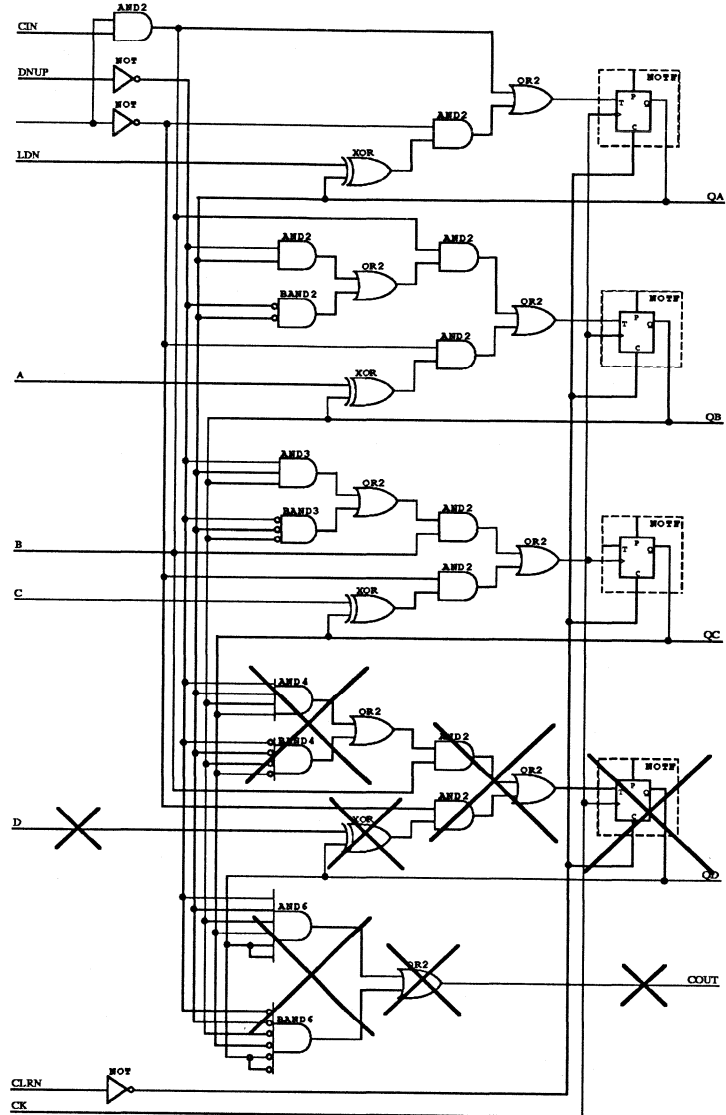 AND2
CIN
NOT
DNUP
NOT
OR2
NOTF
T P Q
C
AND2
LDN
XOR
QA
AND2
AND2
OR2
BAND2
OR2
NOTF
T P Q
C
AND2
A
XOR
QB
AND3
OR2
BAND3
AND2
OR2
NOTF
T P Q
C
B
AND2
C
XOR
QC
AND4
OR2
BAND4
AND2
OR2
NOTF
T P Q
C
AND2
D
XOR
QD
AND6
OR2
COUT
BAND6
NOT
CLRN
CK